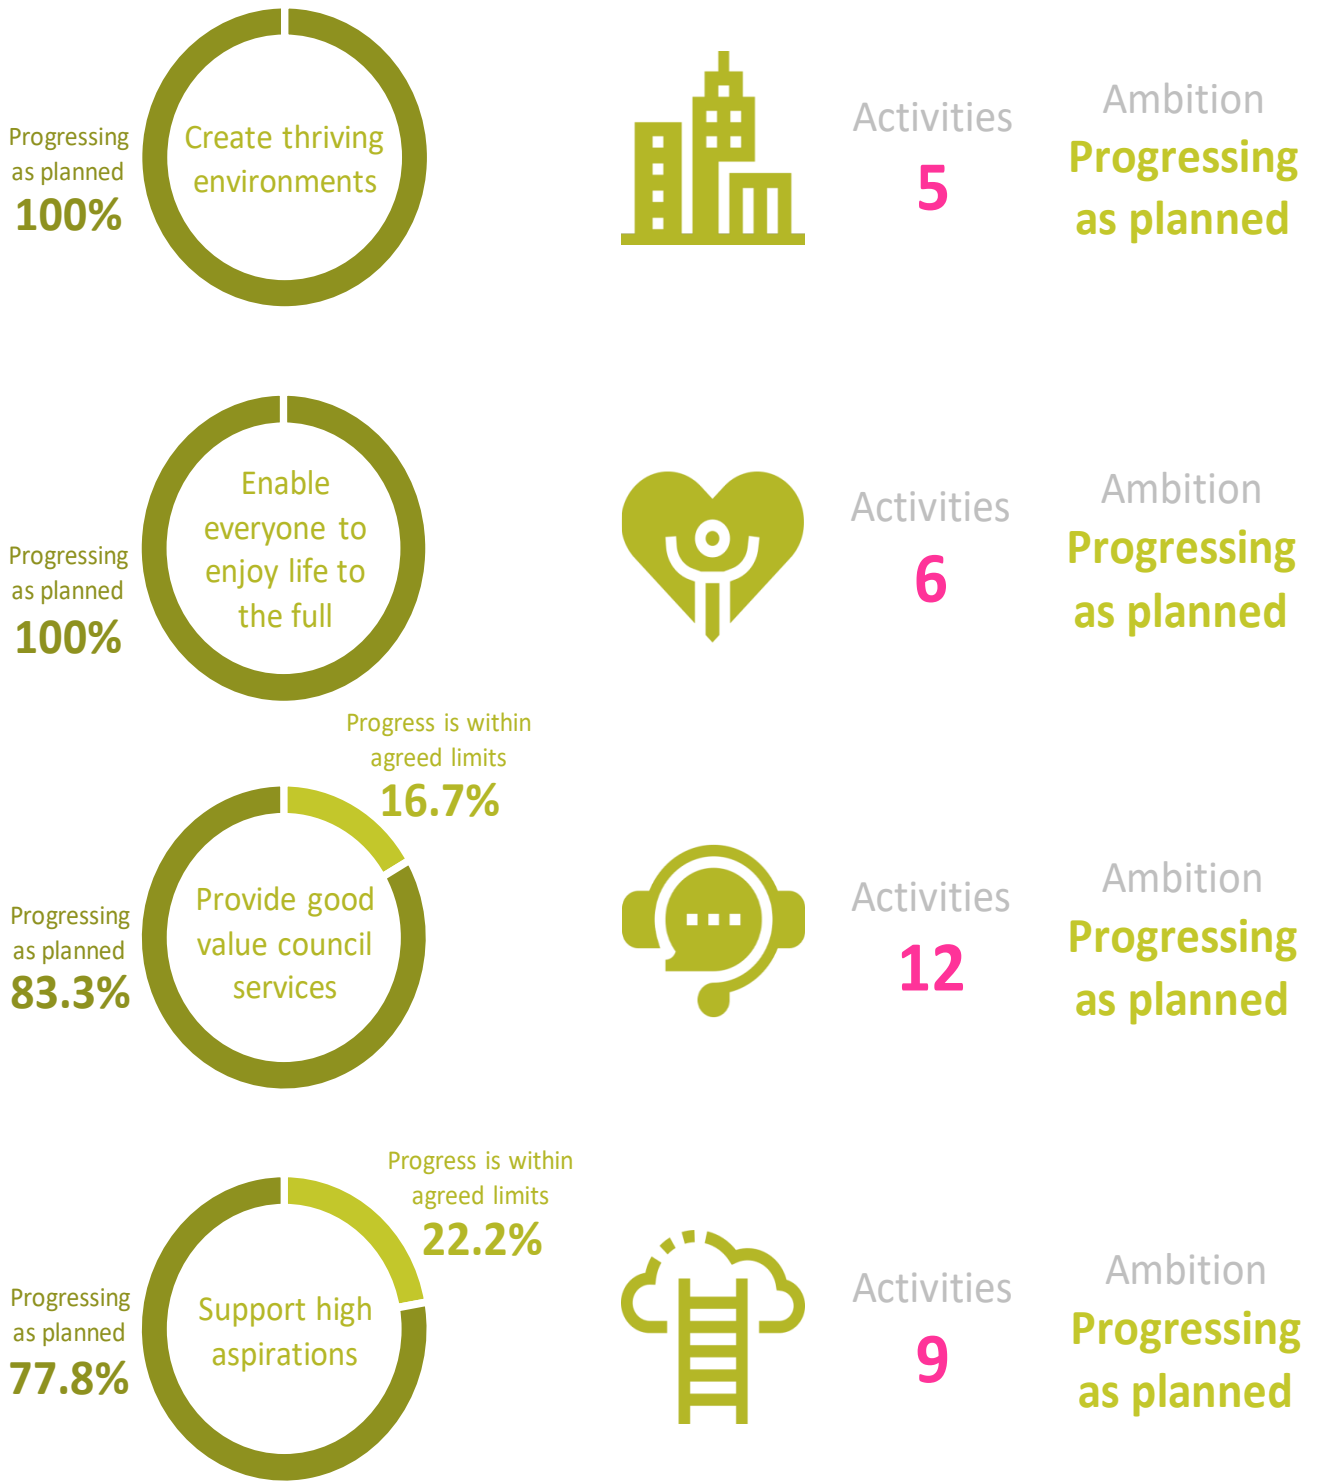 Progressing
as planned
100%
Create thriving
environments
Activities
5
Ambition
Progressing
as planned
Progressing
as planned
100%
Enable
everyone to
enjoy life to
the full
Activities
6
Ambition
Progressing
as planned
Progress is within
agreed limits
16.7%
Progressing
as planned
83.3%
Provide good
value council
services
Activities
12
Ambition
Progressing
as planned
Progress is within
agreed limits
22.2%
Progressing
as planned
77.8%
Support high
aspirations
Activities
9
Ambition
Progressing
as planned